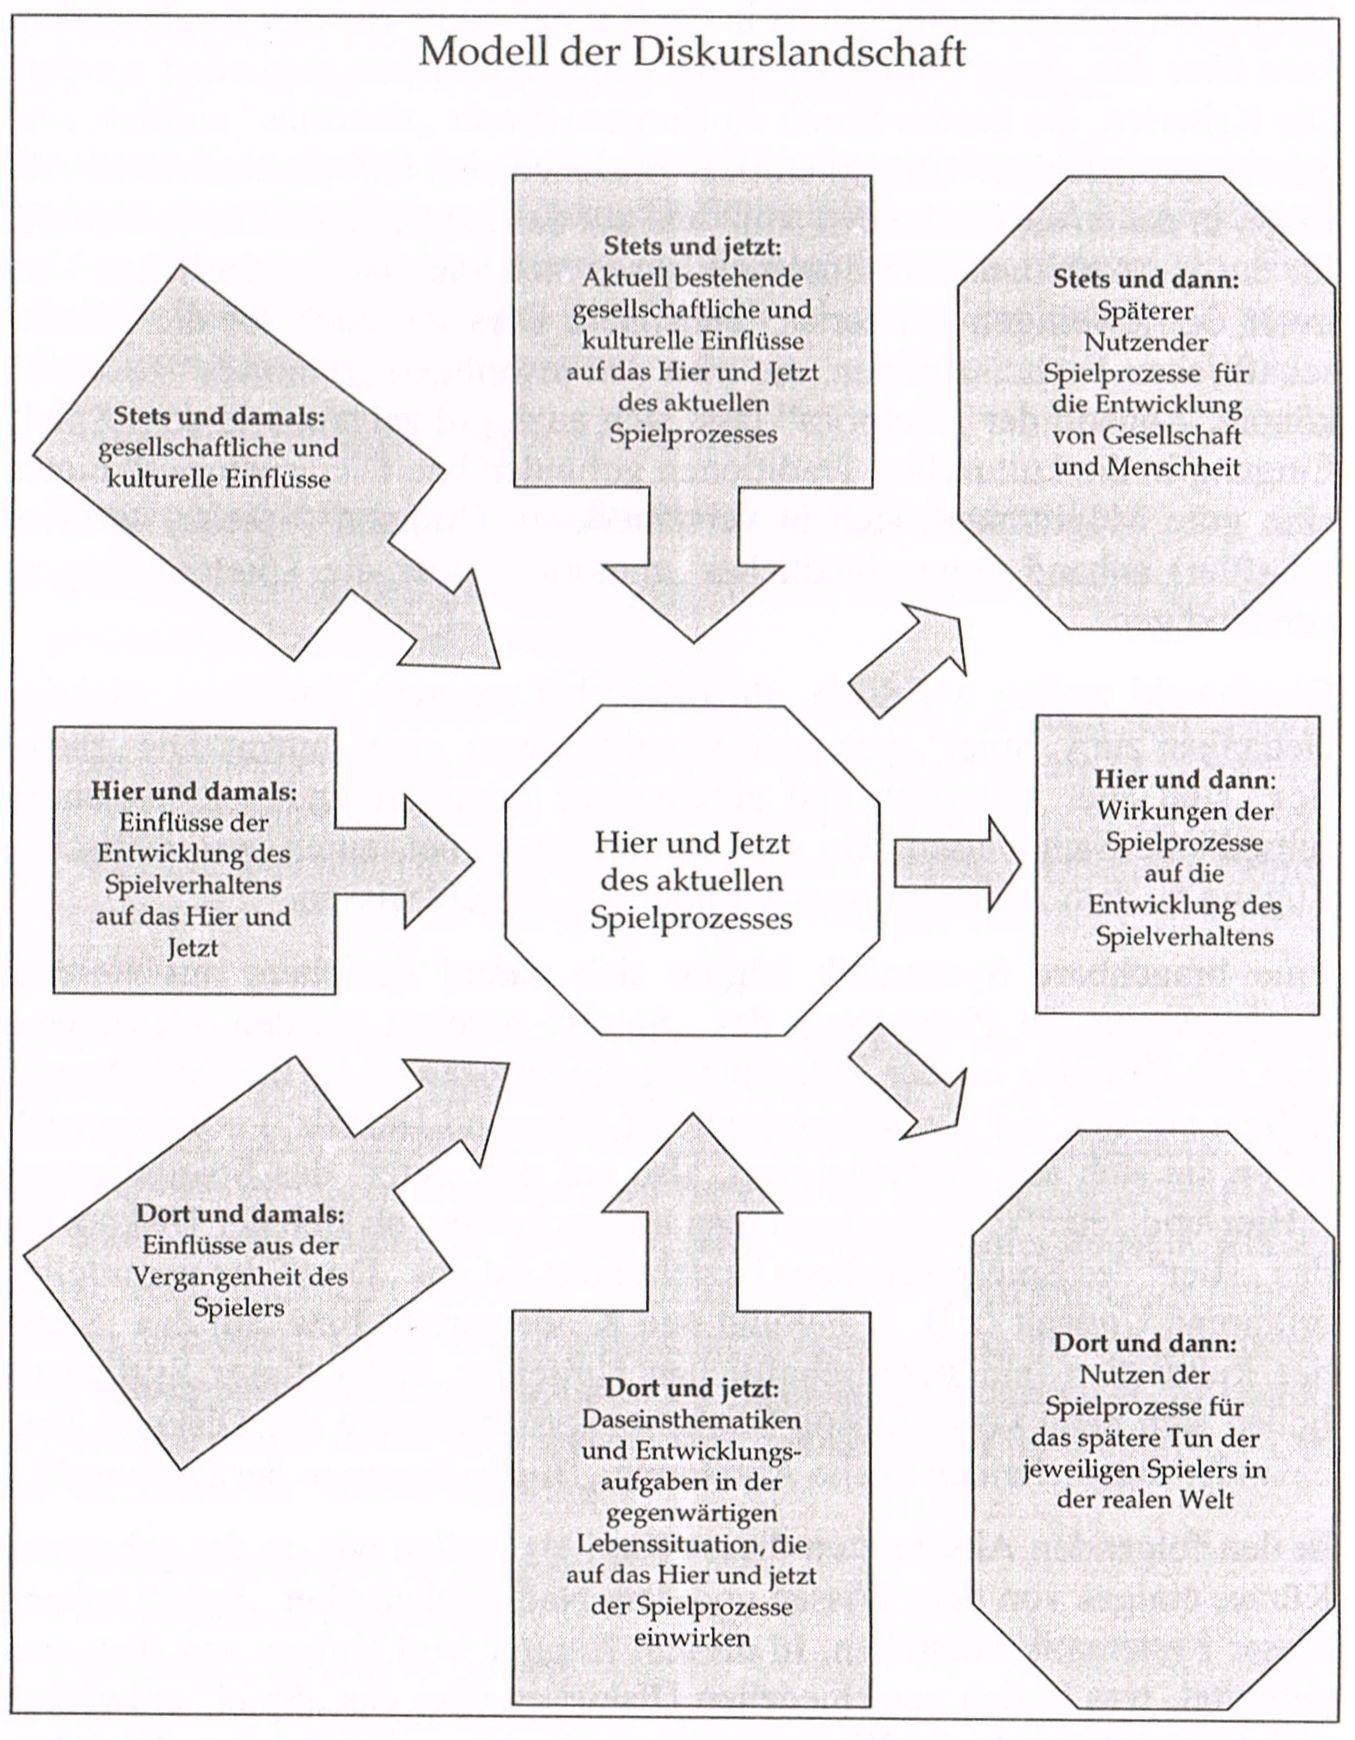 Modell der Diskurslandschaft
Stets und damals:
gesellschaftliche und
kulturelle Einflüsse
Stets und jetzt:
Aktuell bestehende
gesellschaftliche und
kulturelle Einflüsse
auf das Hier und Jetzt
des aktuellen
Spielprozesses
Stets und dann:
Späterer
Nutzender
Spielprozesse für
die Entwicklung
von Gesellschaft
und Menschheit
Hier und damals:
Einflüsse der
Entwicklung des
Spielverhaltens
auf das Hier und
Jetzt
Hier und Jetzt
des aktuellen
Spielprozesses
Hier und dann:
Wirkungen der
Spielprozesse
auf die
Entwicklung des
Spielverhaltens
Dort und damals:
Einflüsse aus der
Vergangenheit des
Spielers
Dort und jetzt:
Daseinsthematiken
und Entwicklungs-
aufgaben in der
gegenwärtigen
Lebenssituation, die
auf das Hier und jetzt
der Spielprozesse
einwirken
Dort und dann:
Nutzen der
Spielprozesse für
das spätere Tun der
jeweiligen Spielers in
der realen Welt